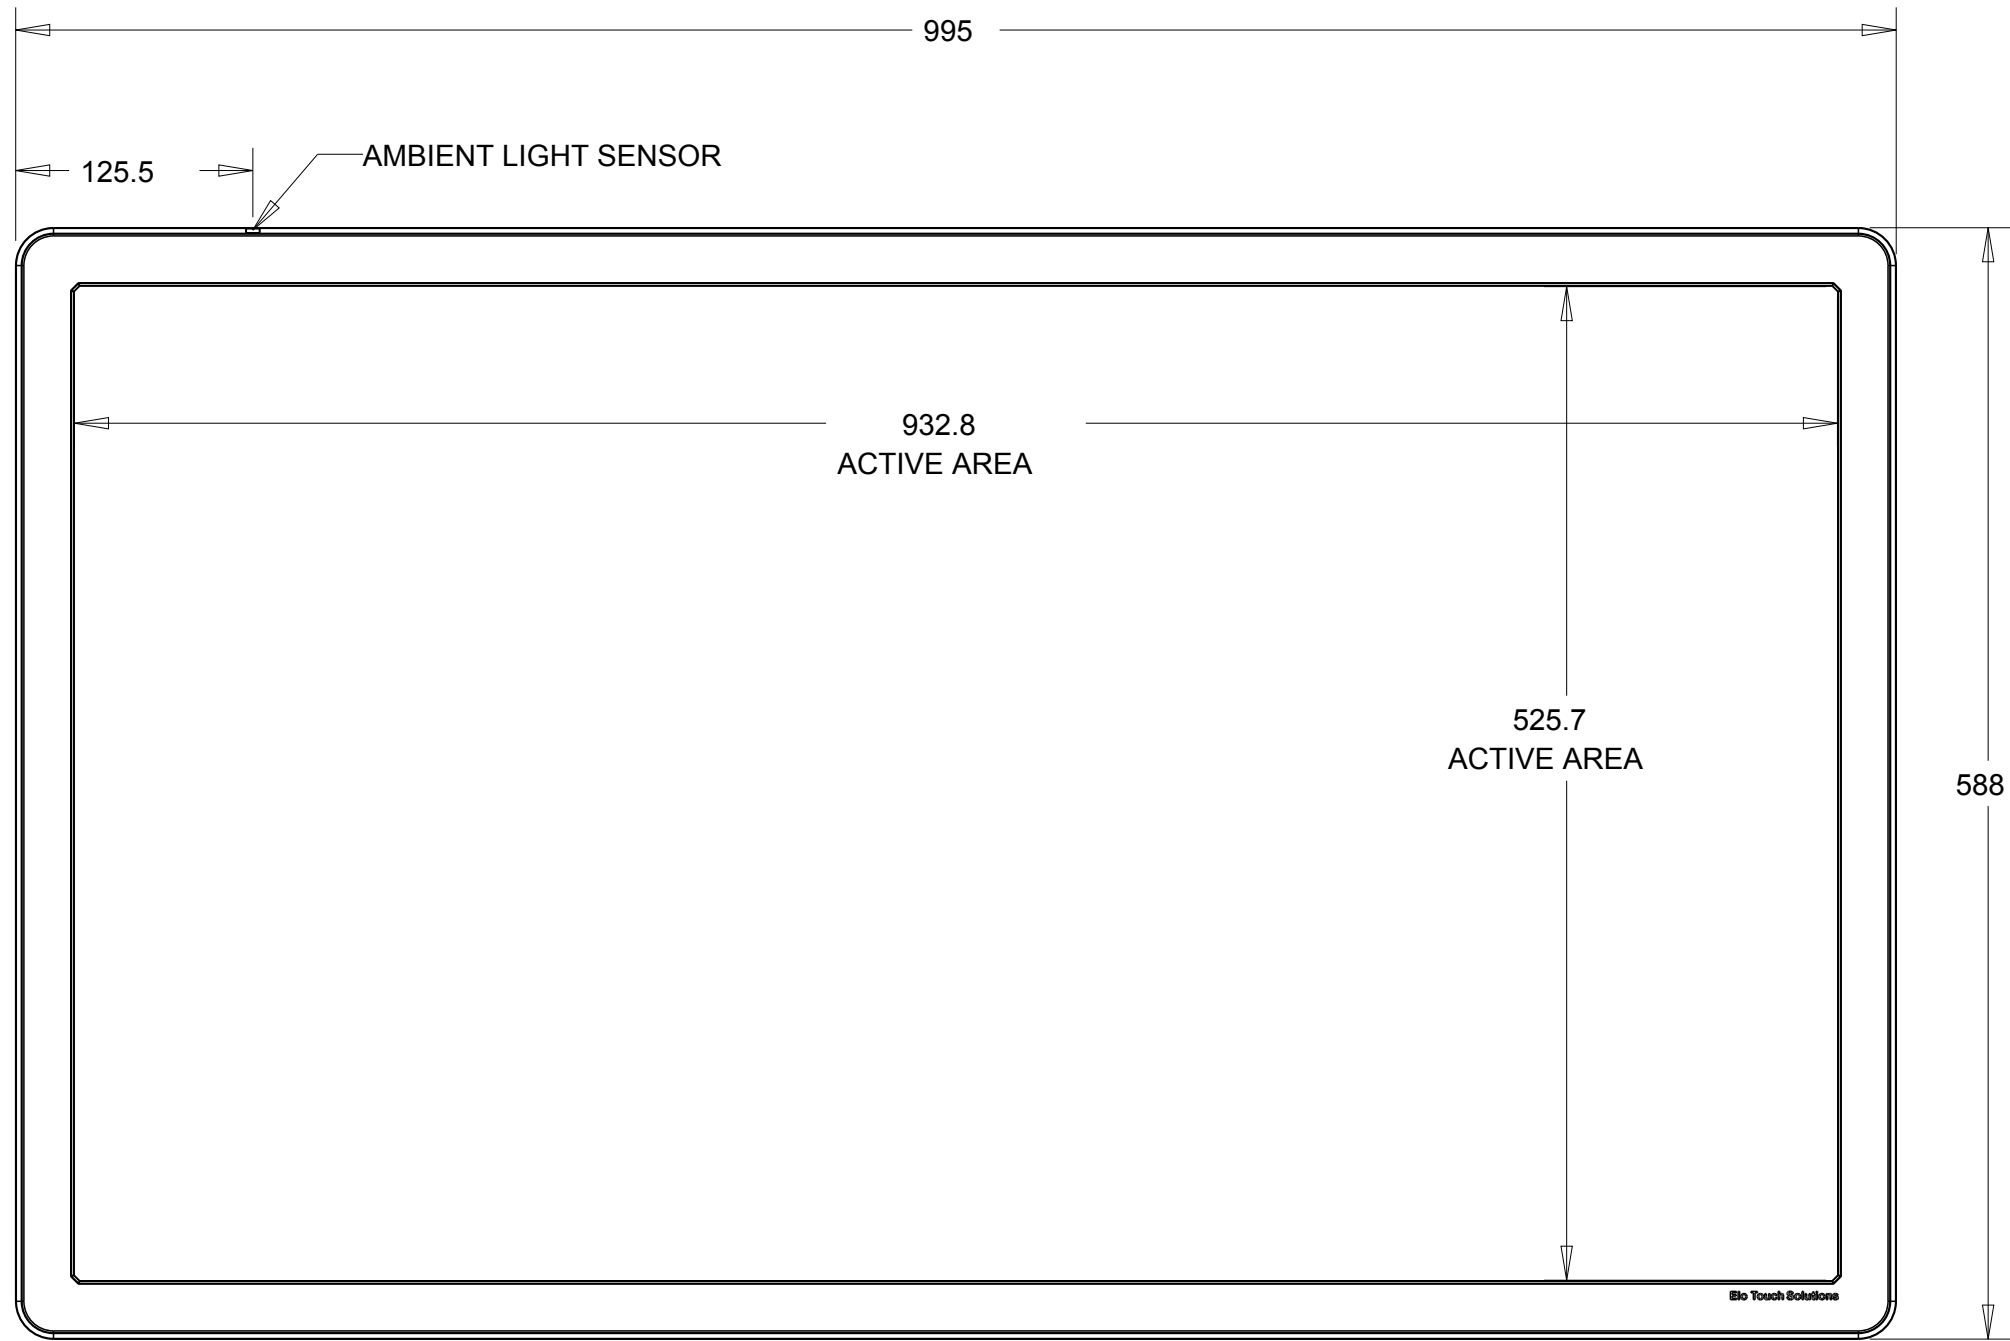 995
AMBIENT LIGHT SENSOR
125.5
932.8
ACTIVE AREA
525.7
ACTIVE AREA
588
Elo Touch Solutions